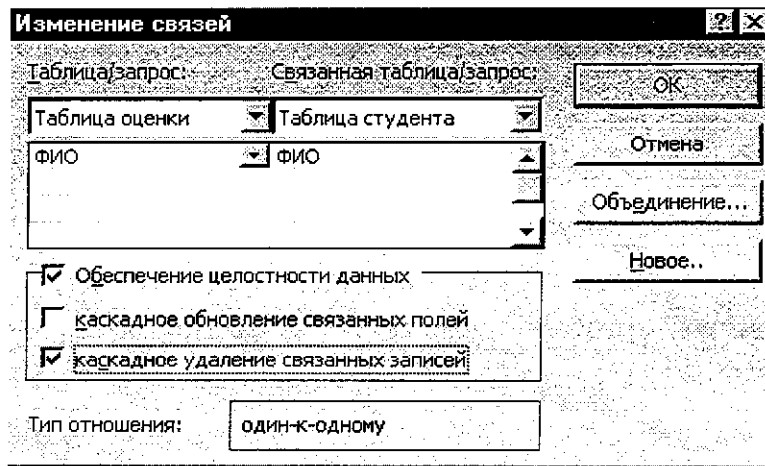 Изменение связей
Таблица/запрос: Связанная таблица/запрос:
Таблица оценки Таблица студента
ФИО ФИО
ОК
Отмена
Объединение...
Новое..
Обеспечение целостности данных
каскадное обновление связанных полей
каскадное удаление связанных записей
Тип отношения: один-к-одному